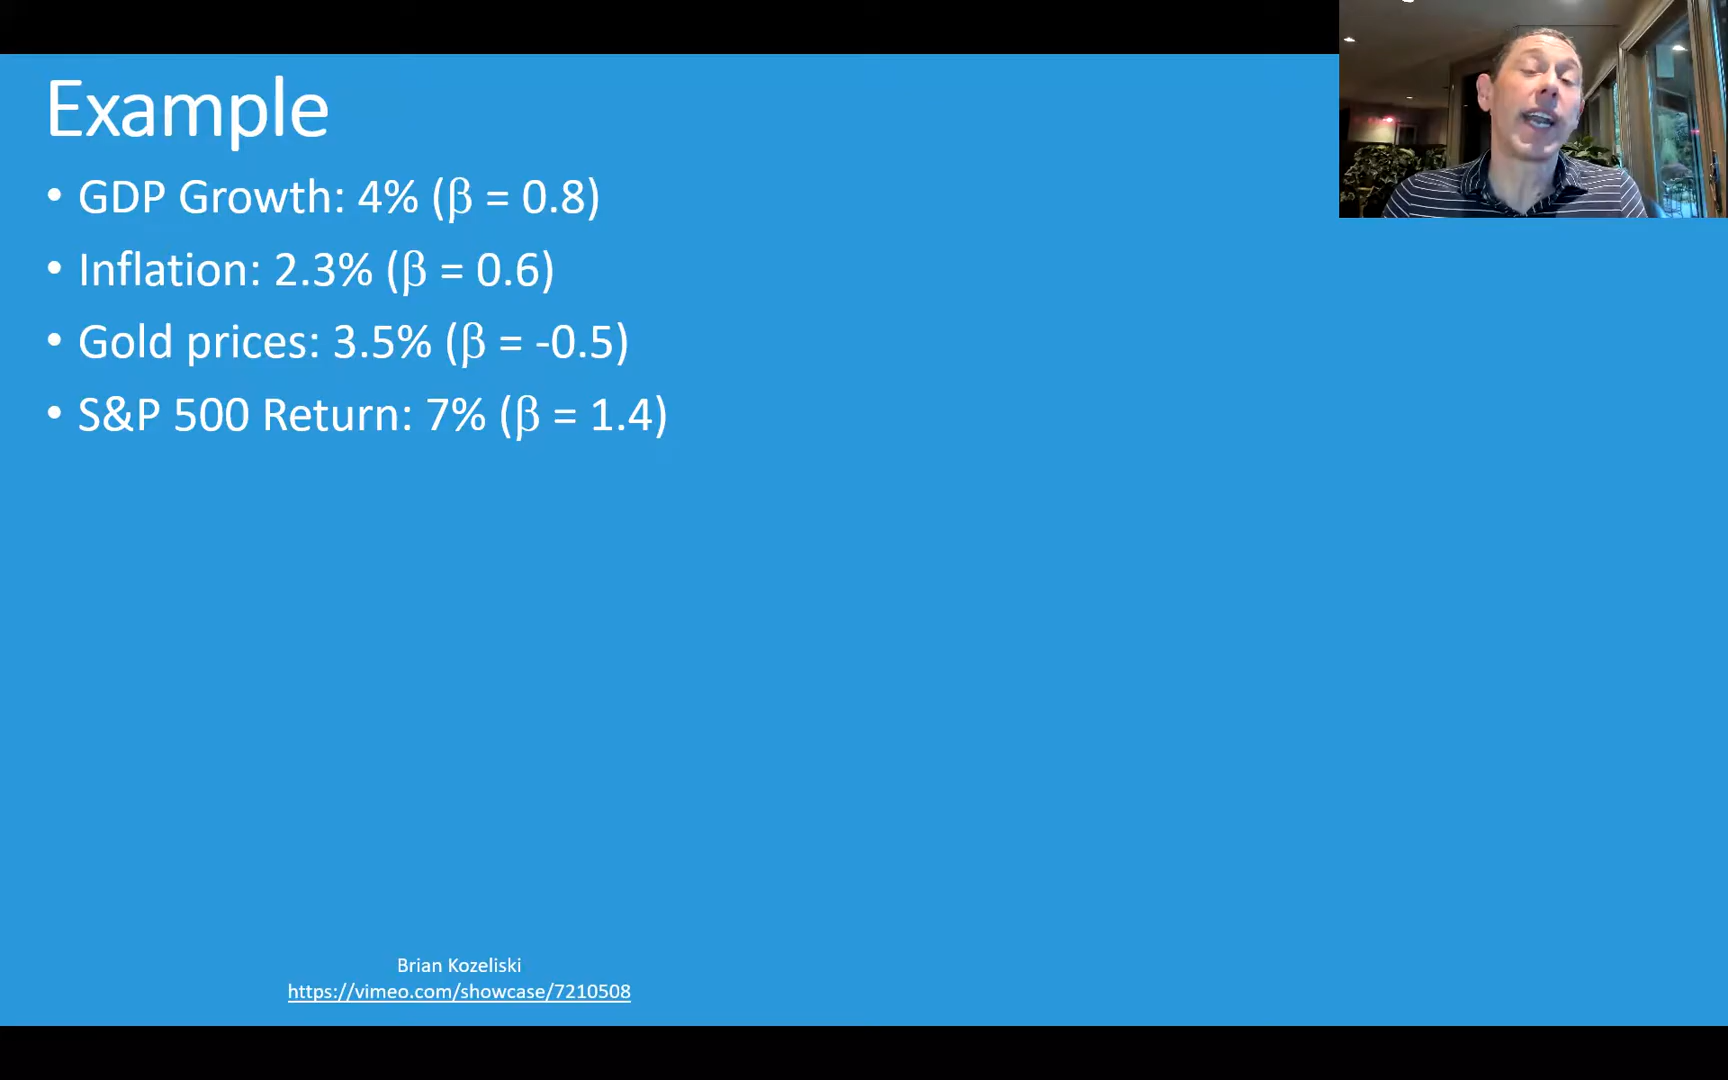 Example
• GDP Growth: 4% (β = 0.8)
• Inflation: 2.3% (β = 0.6)
• Gold prices: 3.5% (β = -0.5)
• S&P 500 Return: 7% (β = 1.4)
Brian Kozeliski
https://vimeo.com/showcase/7210508